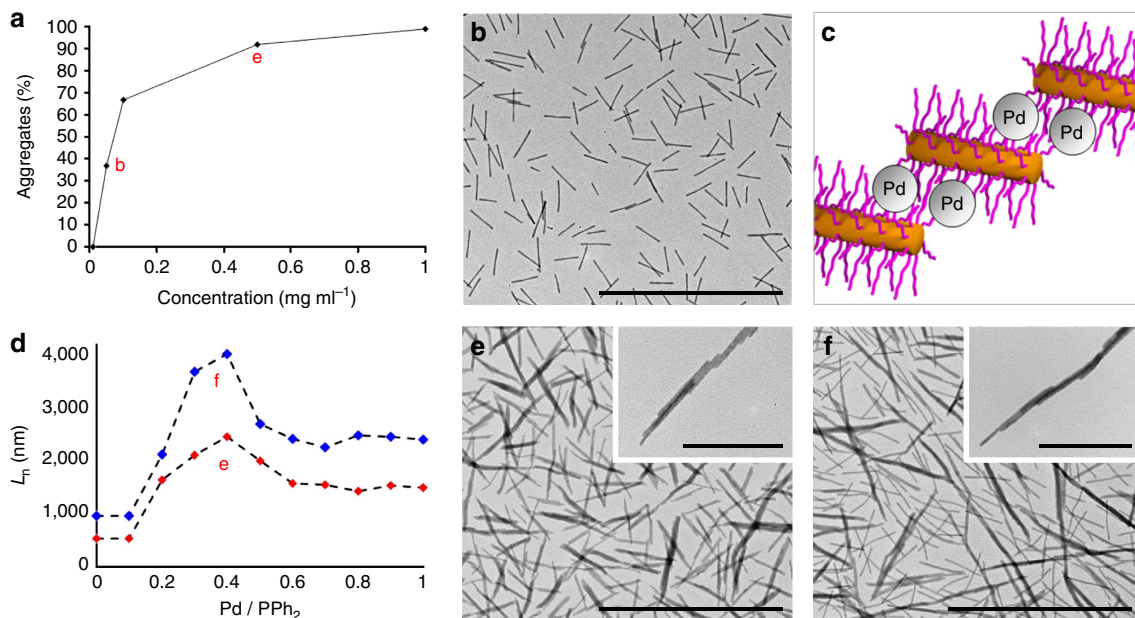 a
100
90
80
70
60
50
40
30
20
10
0
Aggregates (%)
b
e
0
0.2
0.4
0.6
0.8
1
Concentration (mg ml⁻¹)
b
c
Pd
Pd
Pd
Pd
d
4,000
3,000
2,000
1,000
0
Lₙ (nm)
f
e
0
0.2
0.4
0.6
0.8
1
Pd / PPh₂
e
f